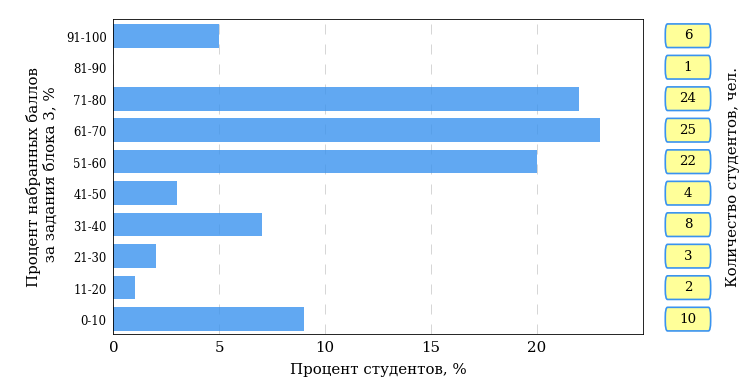 Процент набранных баллов
за задания блока 3, %
91-100 6
81-90 1
71-80 24
61-70 25
51-60 22
41-50 4
31-40 8
21-30 3
11-20 2
0-10 10
0 5 10 15 20
Процент студентов, %
Количество студентов, чел.